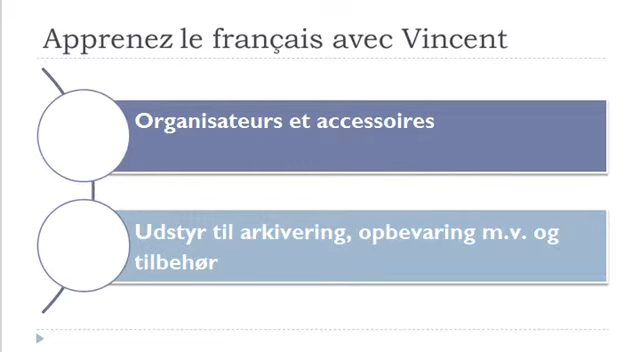 Apprenez le français avec Vincent
Organisateurs et accessoires
Udstyr til arkivering, opbevaring m.v. og
tilbehør